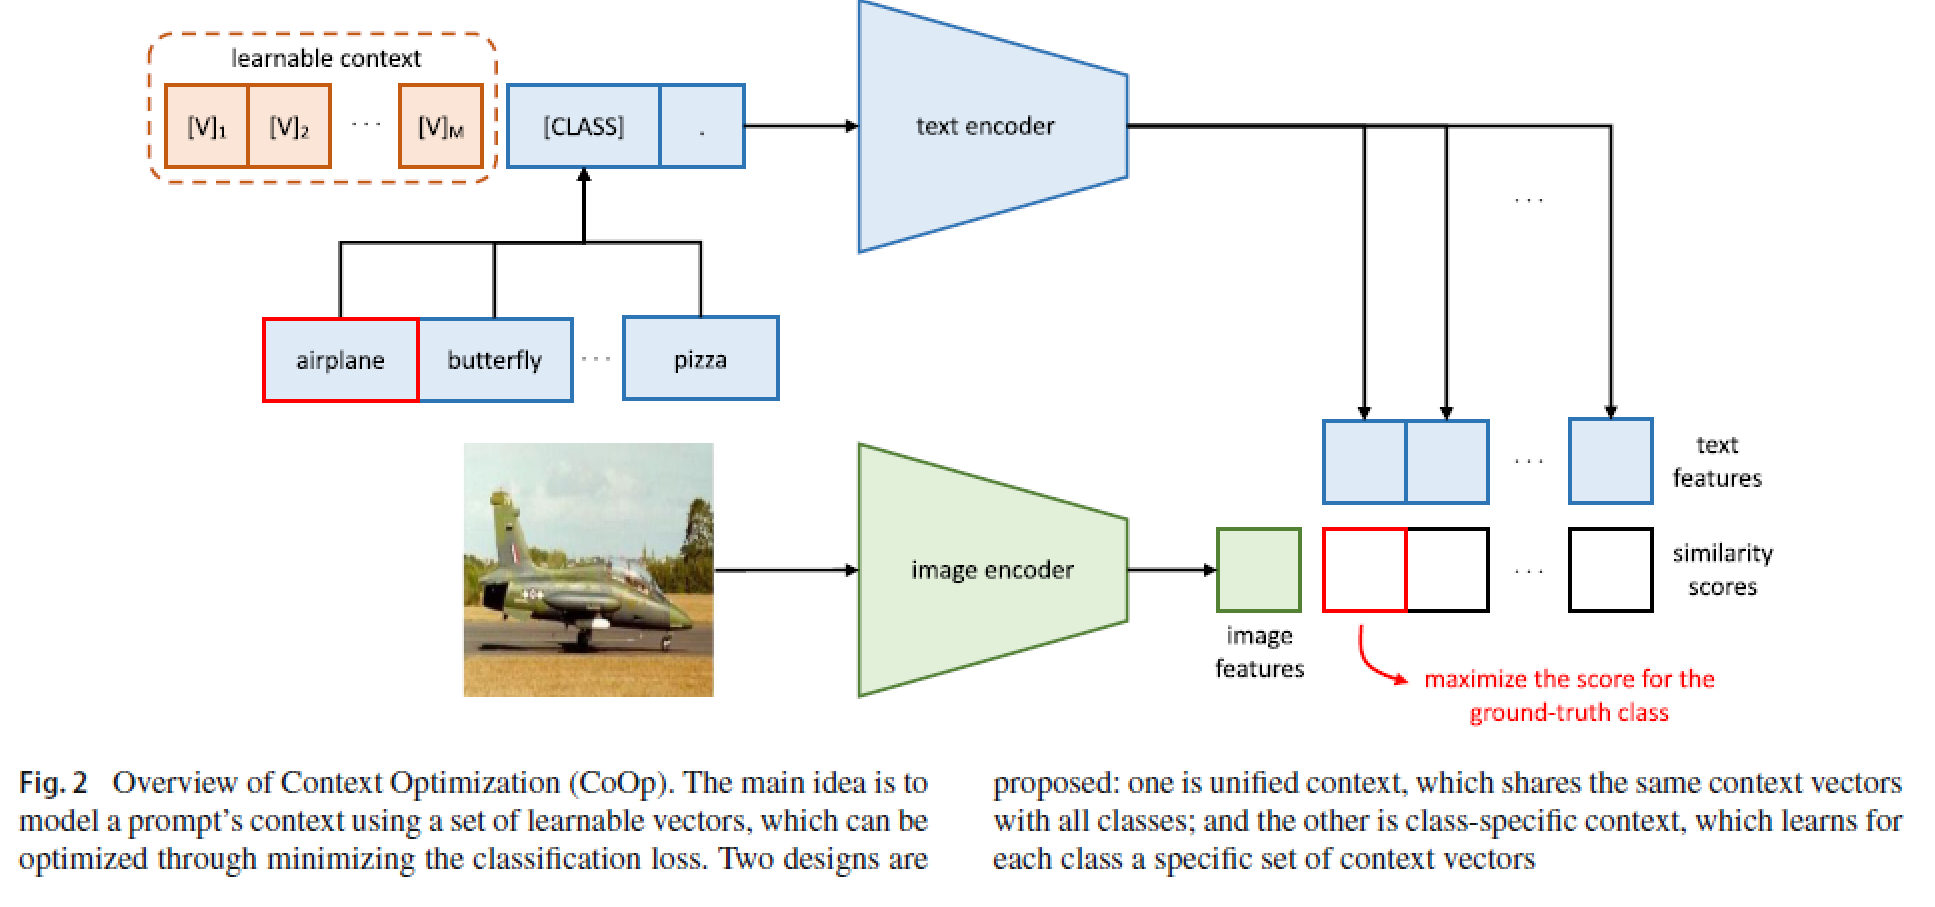 learnable context
[V]₁ [V]₂ ... [V]M [CLASS] .
text encoder
...
airplane butterfly ... pizza
... text
features
image encoder
... similarity
scores
image
features
maximize the score for the
ground-truth class
Fig. 2 Overview of Context Optimization (CoOp). The main idea is to
model a prompt's context using a set of learnable vectors, which can be
optimized through minimizing the classification loss. Two designs are
proposed: one is unified context, which shares the same context vectors
with all classes; and the other is class-specific context, which learns for
each class a specific set of context vectors